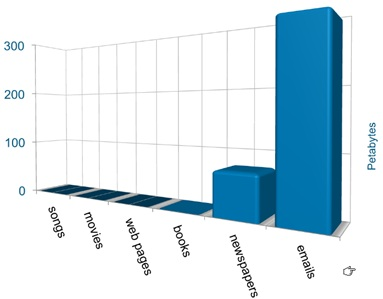 300
200
100
0
Petabytes
songs
movies
web pages
books
newspapers
emails